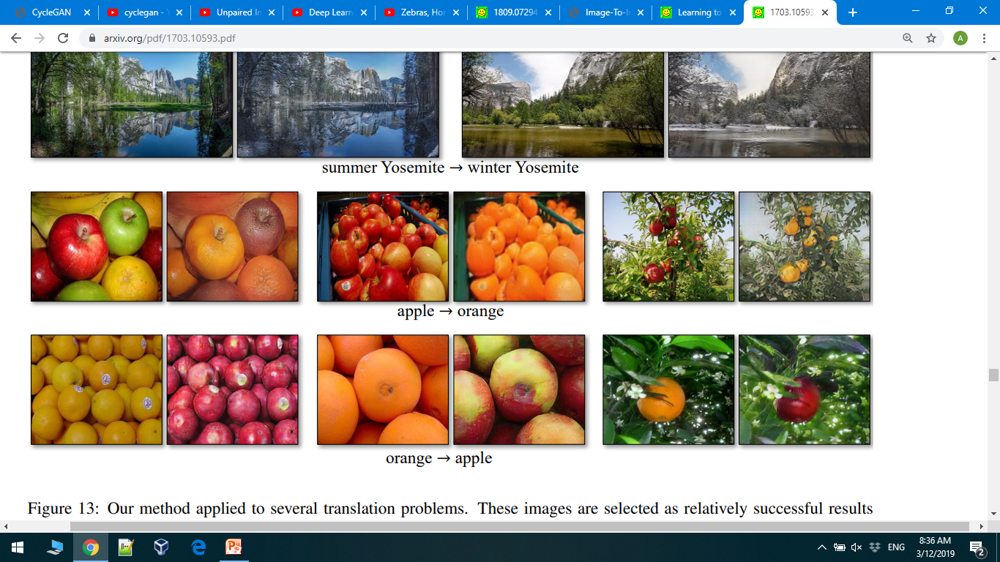 CycleGAN
cyclegan - Y
Unpaired In
Deep Learn
Zebras, Hor
1809.07294
Image-To-In
Learning to
1703.10593
arxiv.org/pdf/1703.10593.pdf
A
summer Yosemite → winter Yosemite
apple → orange
orange → apple
Figure 13: Our method applied to several translation problems. These images are selected as relatively successful results
ENG
8:36 AM
3/12/2019
2